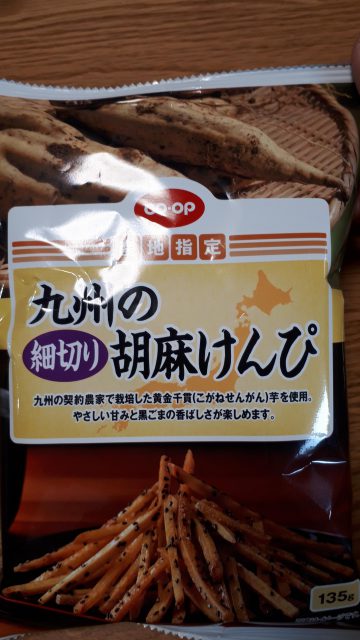 co-op
地指定
九州の
細切り
胡麻けんぴ
九州の契約農家で栽培した黄金千貫(こがねせんがん)芋を使用。
やさしい甘みと黒ごまの香ばしさが楽しめます。
135g